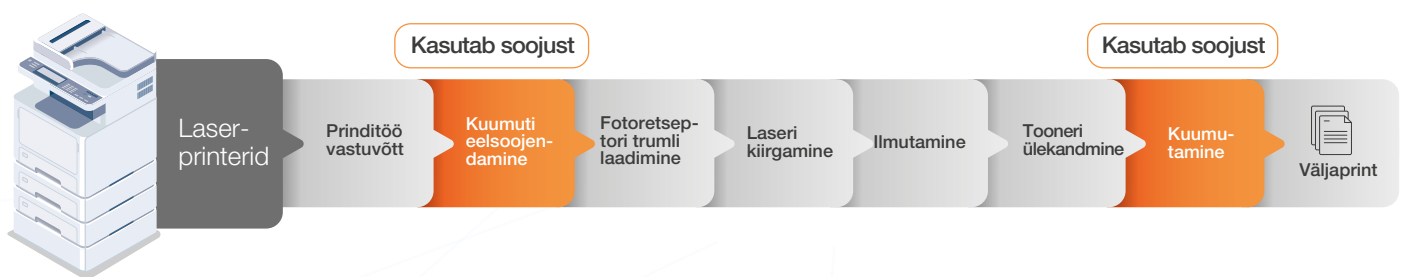 Kasutab soojust
Kasutab soojust
Laser-
printerid
Prinditöö
vastuvõtt
Kuumuti
eelsoojen-
damine
Fotoretsep-
tori trumli
laadimine
Laseri
kiirgamine
Ilmutamine
Tooneri
ülekandmine
Kuumu-
tamine
Väljaprint